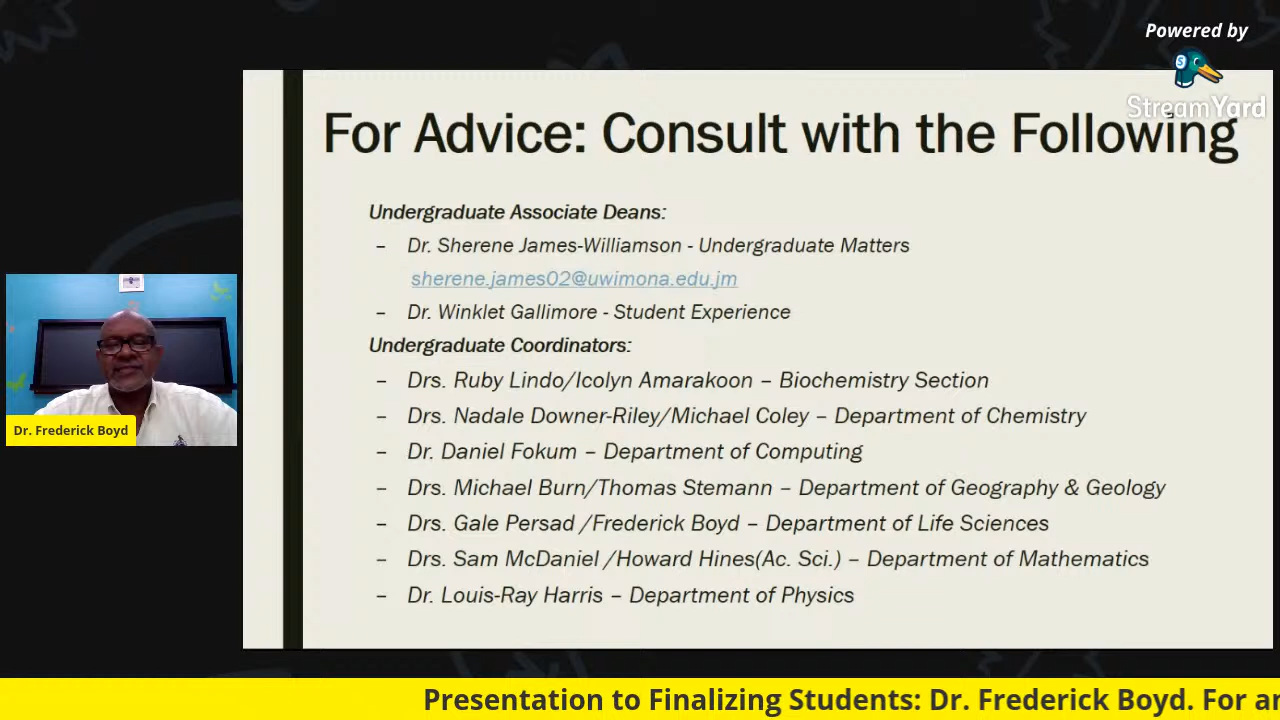 Powered by
StreamYard
For Advice: Consult with the Following
Undergraduate Associate Deans:
– Dr. Sherene James-Williamson - Undergraduate Matters
sherene.james02@uwimona.edu.jm
– Dr. Winklet Gallimore - Student Experience
Undergraduate Coordinators:
– Drs. Ruby Lindo/Icolyn Amarakoon – Biochemistry Section
– Drs. Nadale Downer-Riley/Michael Coley – Department of Chemistry
– Dr. Daniel Fokum – Department of Computing
– Drs. Michael Burn/Thomas Stemann – Department of Geography & Geology
– Drs. Gale Persad /Frederick Boyd – Department of Life Sciences
– Drs. Sam McDaniel /Howard Hines(Ac. Sci.) – Department of Mathematics
– Dr. Louis-Ray Harris – Department of Physics
Dr. Frederick Boyd
Presentation to Finalizing Students: Dr. Frederick Boyd. For